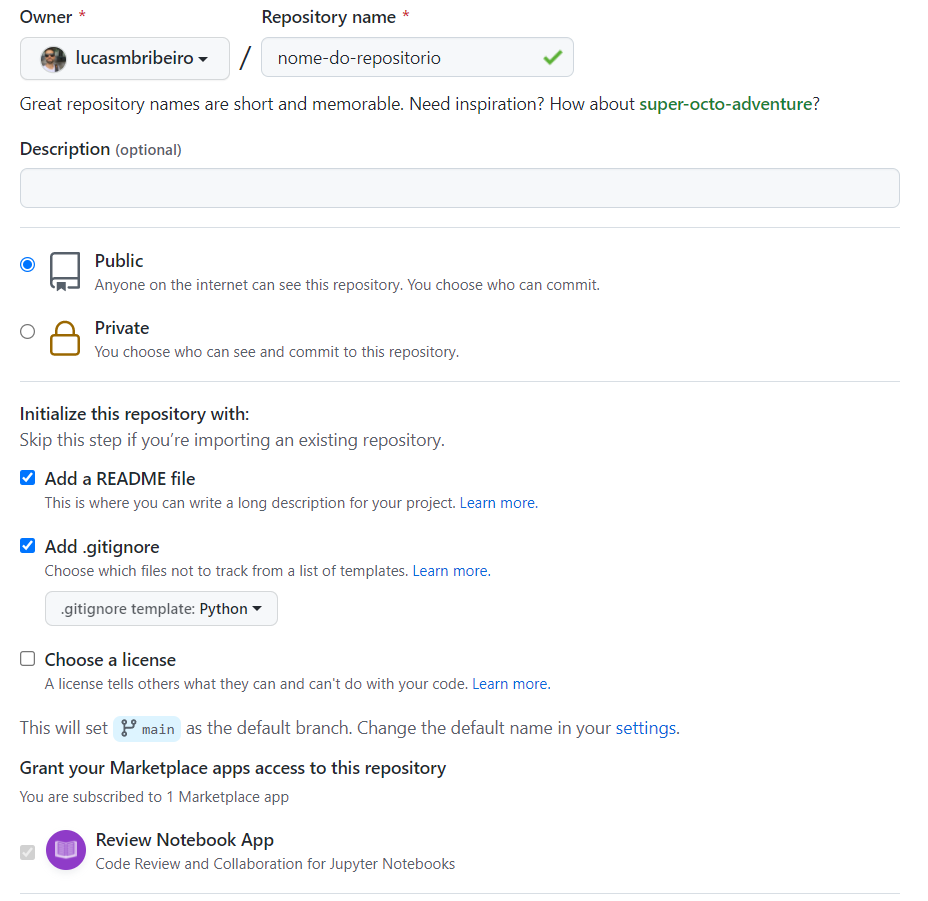 Owner * Repository name *
lucasmbribeiro / nome-do-repositorio
Great repository names are short and memorable. Need inspiration? How about super-octo-adventure?
Description (optional)
Public
Anyone on the internet can see this repository. You choose who can commit.
Private
You choose who can see and commit to this repository.
Initialize this repository with:
Skip this step if you’re importing an existing repository.
Add a README file
This is where you can write a long description for your project. Learn more.
Add .gitignore
Choose which files not to track from a list of templates. Learn more.
.gitignore template: Python
Choose a license
A license tells others what they can and can't do with your code. Learn more.
This will set main as the default branch. Change the default name in your settings.
Grant your Marketplace apps access to this repository
You are subscribed to 1 Marketplace app
Review Notebook App
Code Review and Collaboration for Jupyter Notebooks